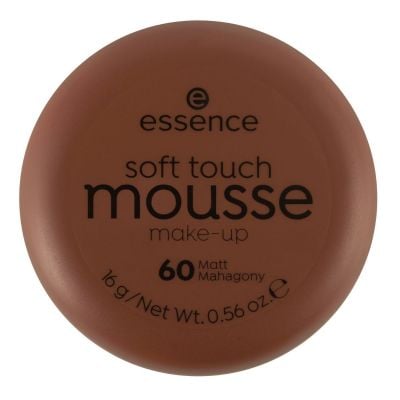 e
essence
soft touch
mousse
make-up
60 Matt
Mahagony
16 g/Net Wt. 0.56 oz.℮